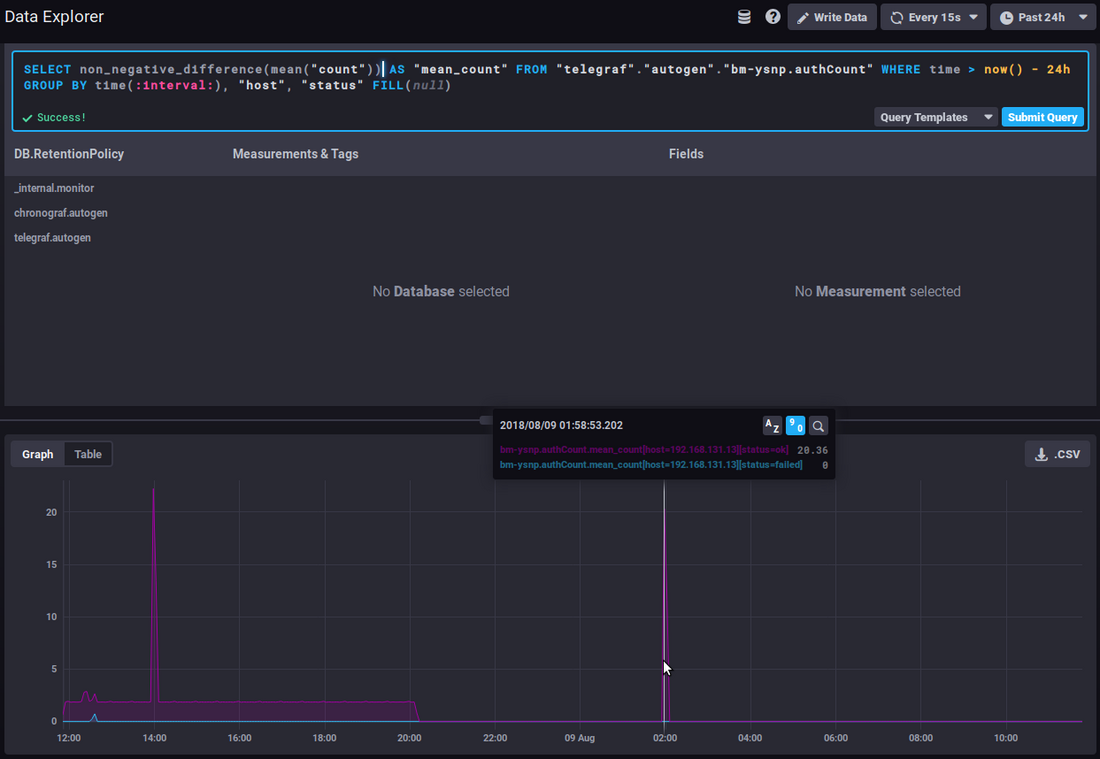 Data Explorer
Write Data
Every 15s
Past 24h
SELECT non_negative_difference(mean("count")) AS "mean_count" FROM "telegraf"."autogen"."bm-ysnp.authCount" WHERE time > now() - 24h
GROUP BY time(:interval:), "host", "status" FILL(null)
Success!
Query Templates
Submit Query
DB.RetentionPolicy
Measurements & Tags
Fields
_internal.monitor
chronograf.autogen
telegraf.autogen
No Database selected
No Measurement selected
2018/08/09 01:58:53.202
A Z
9 0
bm-ysnp.authCount.mean_count[host=192.168.131.13][status=ok] 20.36
bm-ysnp.authCount.mean_count[host=192.168.131.13][status=failed] 0
Graph
Table
.CSV
20
15
10
5
0
12:00 14:00 16:00 18:00 20:00 22:00 09 Aug 02:00 04:00 06:00 08:00 10:00